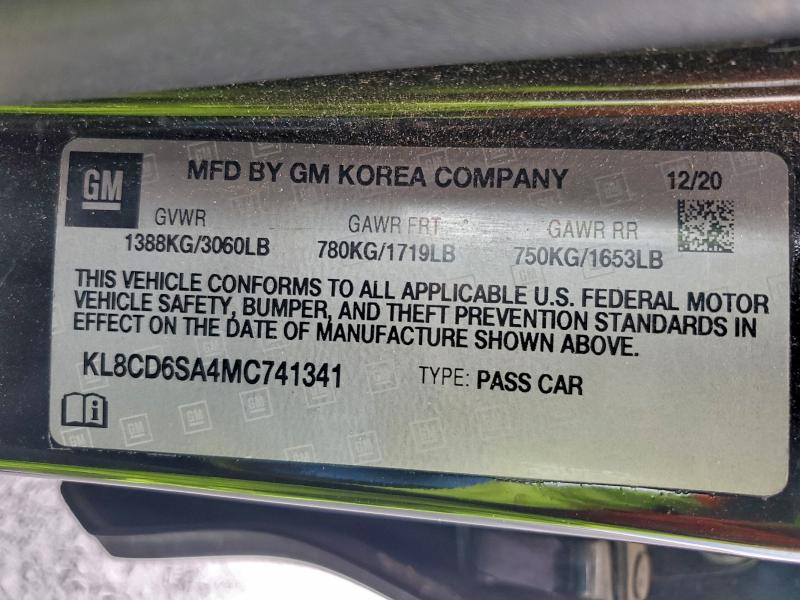 GM MFD BY GM KOREA COMPANY 12/20
GVWR GAWR FRT GAWR RR
1388KG/3060LB 780KG/1719LB 750KG/1653LB
THIS VEHICLE CONFORMS TO ALL APPLICABLE U.S. FEDERAL MOTOR
VEHICLE SAFETY, BUMPER, AND THEFT PREVENTION STANDARDS IN
EFFECT ON THE DATE OF MANUFACTURE SHOWN ABOVE.
KL8CD6SA4MC741341 TYPE: PASS CAR